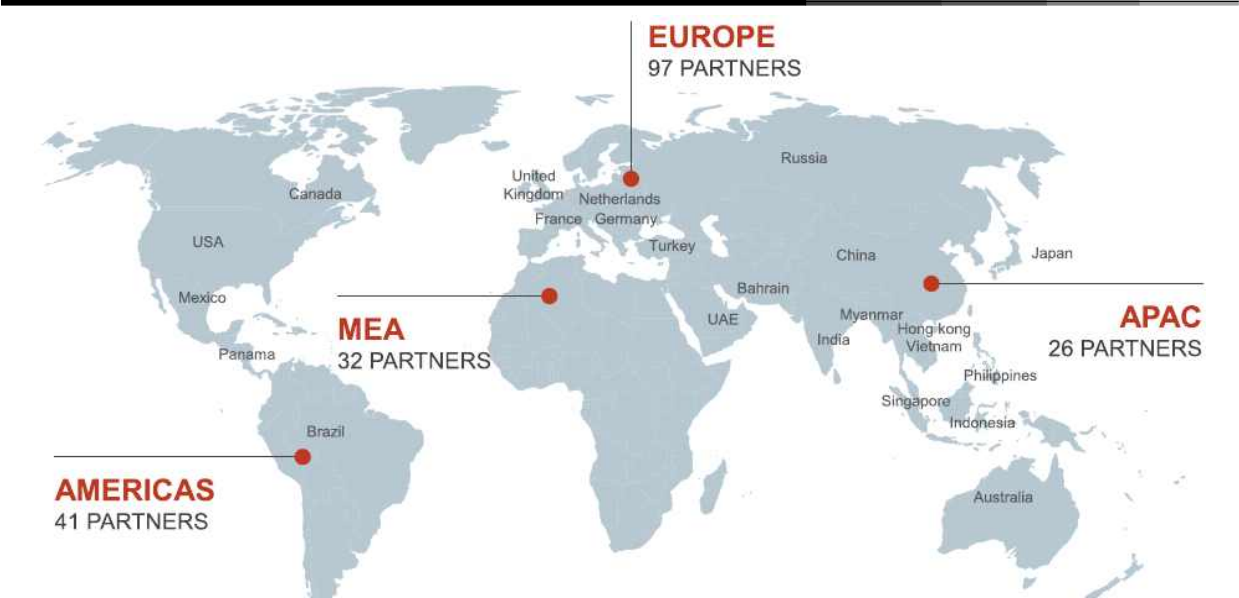 EUROPE
97 PARTNERS
Russia
United
Kingdom
Netherlands
Canada
France
Germany
USA
Turkey
China
Japan
Bahrain
Mexico
MEA
32 PARTNERS
UAE
Myanmar
APAC
26 PARTNERS
India
Hong kong
Vietnam
Panama
Philippines
Singapore
Indonesia
Brazil
AMERICAS
41 PARTNERS
Australia